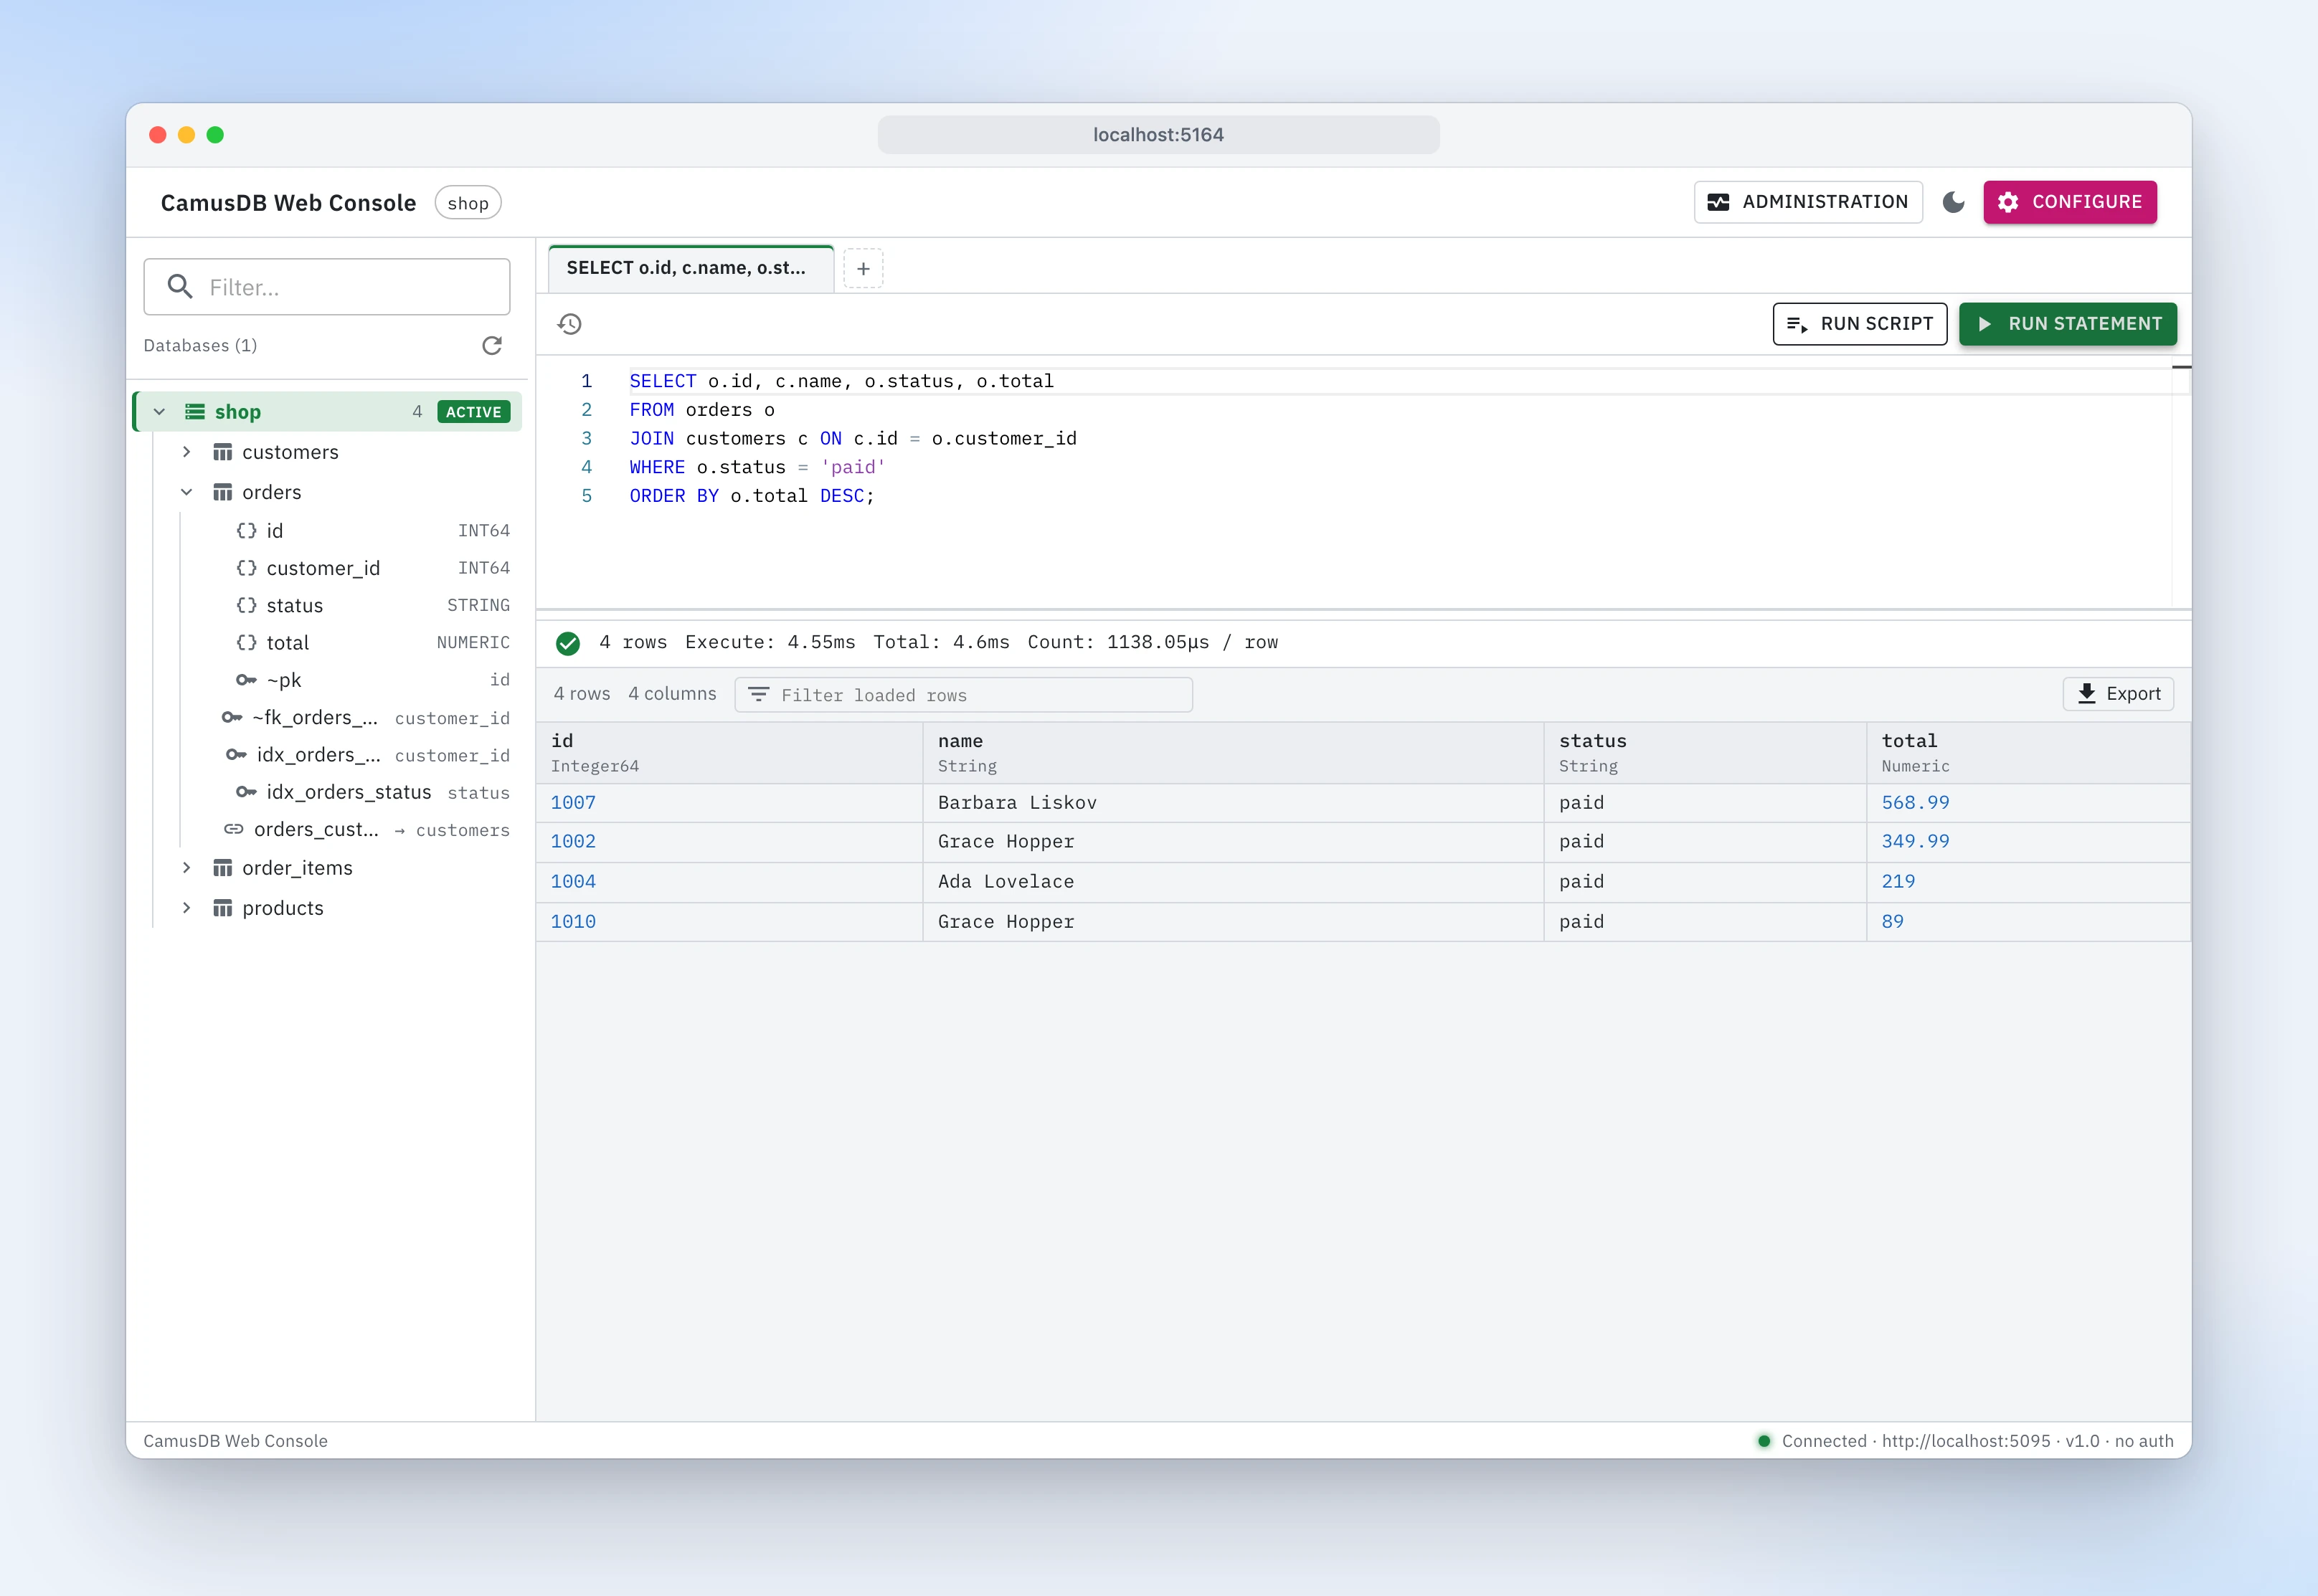 localhost:5164
CamusDB Web Console shop ADMINISTRATION CONFIGURE
Filter...
Databases (1)
shop 4 ACTIVE
customers
orders
id INT64
customer_id INT64
status STRING
total NUMERIC
~pk id
~fk_orders_... customer_id
idx_orders_... customer_id
idx_orders_status status
orders_cust... → customers
order_items
products
SELECT o.id, c.name, o.st... +
RUN SCRIPT RUN STATEMENT
1 SELECT o.id, c.name, o.status, o.total
2 FROM orders o
3 JOIN customers c ON c.id = o.customer_id
4 WHERE o.status = 'paid'
5 ORDER BY o.total DESC;
4 rows Execute: 4.55ms Total: 4.6ms Count: 1138.05µs / row
4 rows 4 columns Filter loaded rows Export
id name status total
Integer64 String String Numeric
1007 Barbara Liskov paid 568.99
1002 Grace Hopper paid 349.99
1004 Ada Lovelace paid 219
1010 Grace Hopper paid 89
CamusDB Web Console Connected · http://localhost:5095 · v1.0 · no auth